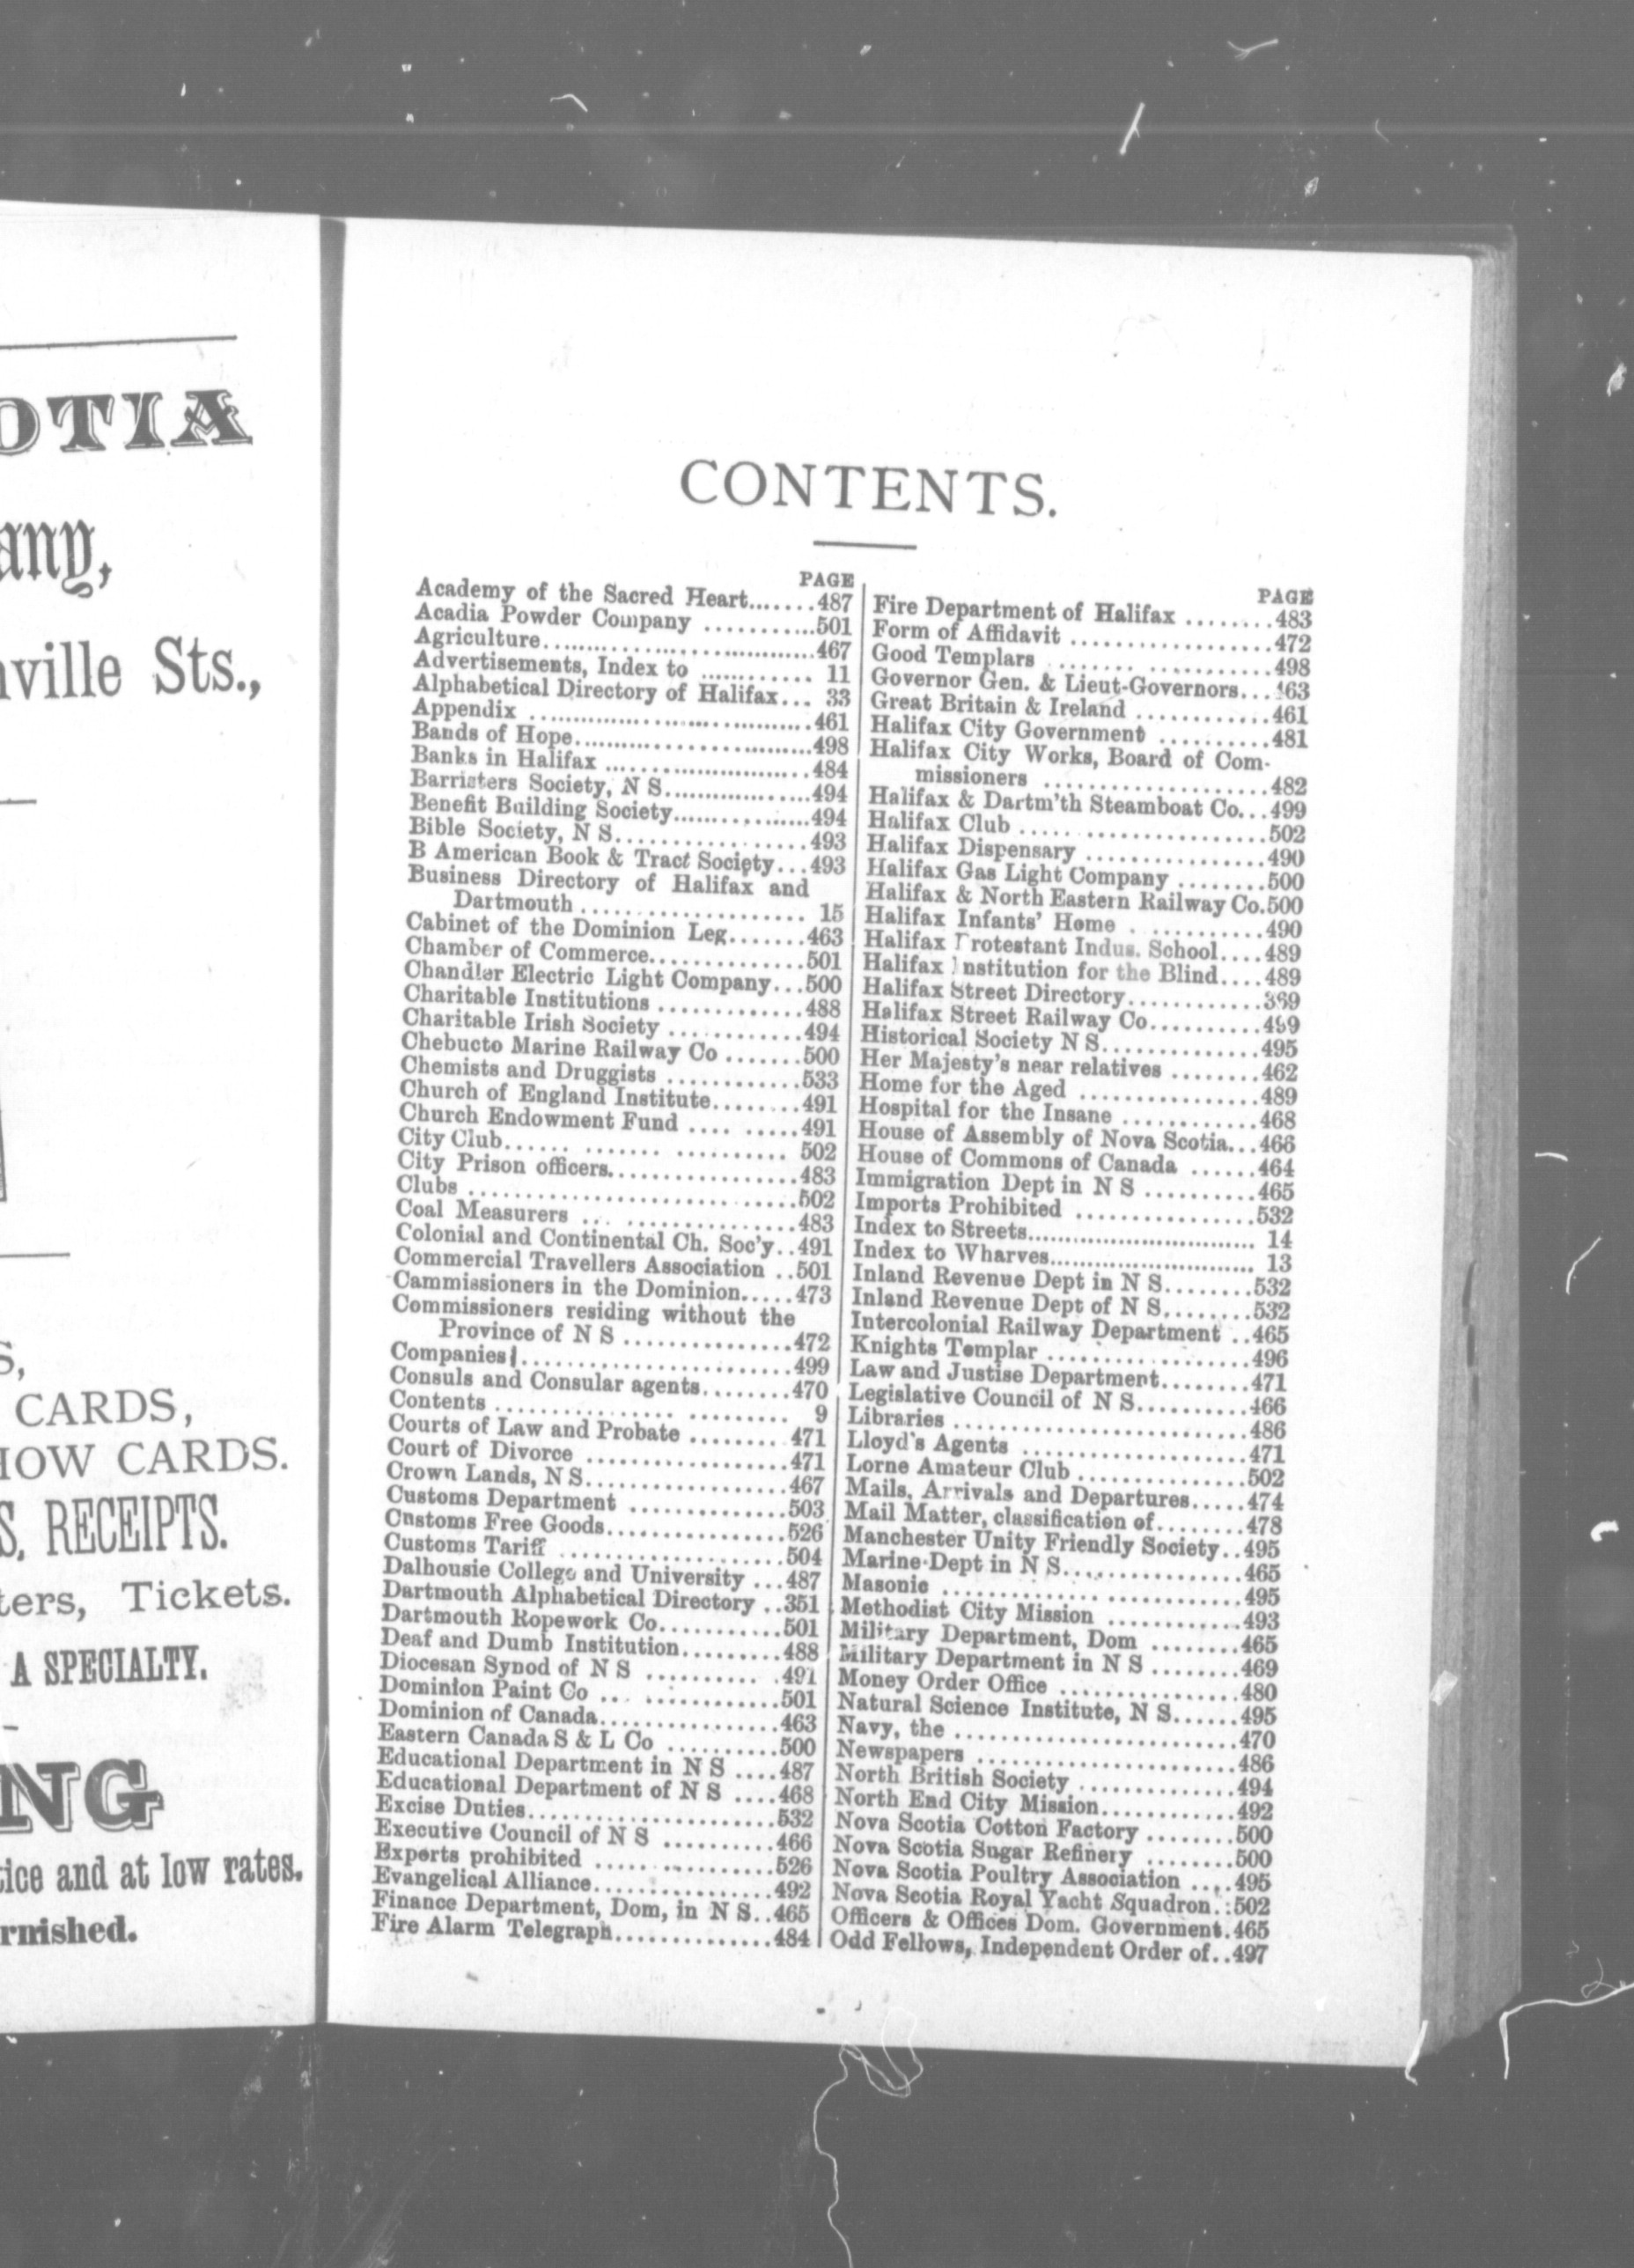 OTIA
any,
ville Sts.,
S,
CARDS,
HOW CARDS.
S, RECEIPTS.
ters, Tickets.
A SPECIALTY.
NG
tice and at low rates.
rnished.
CONTENTS.
PAGE
Academy of the Sacred Heart.......487
Acadia Powder Company ............501
Agriculture..............................467
Advertisements, Index to ............ 11
Alphabetical Directory of Halifax... 33
Appendix ..............................461
Bands of Hope..........................498
Banks in Halifax ......................484
Barristers Society, N S................494
Benefit Building Society...............494
Bible Society, N S.................493
B American Book & Tract Society...493
Business Directory of Halifax and
Dartmouth .................... 15
Cabinet of the Dominion Leg.......463
Chamber of Commerce..............501
Chandler Electric Light Company...500
Charitable Institutions .............488
Charitable Irish Society ............494
Chebucto Marine Railway Co .......500
Chemists and Druggists ............533
Church of England Institute........491
Church Endowment Fund .... .....491
City Club...... ....... .......... 502
City Prison officers.................483
Clubs ...............................502
Coal Measurers ... ...............483
Colonial and Continental Ch. Soc'y..491
Commercial Travellers Association ..501
Cammissioners in the Dominion.....473
Commissioners residing without the
Province of N S ...............472
Companies.........................499
Consuls and Consular agents........470
Contents ............... ......... 9
Courts of Law and Probate ........ 471
Court of Divorce ..................471
Crown Lands, N S..................467
Customs Department ..............503
Customs Free Goods................526
Customs Tariff ....................504
Dalhousie College and University ...487
Dartmouth Alphabetical Directory ..351
Dartmouth Ropework Co...........501
Deaf and Dumb Institution.........488
Diocesan Synod of N S ...........491
Dominion Paint Co ... ............501
Dominion of Canada................463
Eastern Canada S & L Co ..........500
Educational Department in N S ....487
Educational Department of N S ....468
Excise Duties......................532
Executive Council of N S ..........466
Exports prohibited ................526
Evangelical Alliance................492
Finance Department, Dom, in N S..465
Fire Alarm Telegraph..............484
PAGE
Fire Department of Halifax ........483
Form of Affidavit ..................472
Good Templars ....... ...........498
Governor Gen. & Lieut-Governors...463
Great Britain & Ireland ............461
Halifax City Government ..........481
Halifax City Works, Board of Com-
missioners ....................482
Halifax & Dartm'th Steamboat Co...499
Halifax Club ..... ................502
Halifax Dispensary ................490
Halifax Gas Light Company ........500
Halifax & North Eastern Railway Co.500
Halifax Infants' Home . ..........490
Halifax Protestant Indus. School....489
Halifax Institution for the Blind....489
Halifax Street Directory............389
Halifax Street Railway Co..........499
Historical Society N S..............495
Her Majesty's near relatives ........462
Home for the Aged ................489
Hospital for the Insane ............468
House of Assembly of Nova Scotia...466
House of Commons of Canada ......464
Immigration Dept in N S ..........465
Imports Prohibited ................532
Index to Streets............................ 14
Index to Wharves......................... 13
Inland Revenue Dept in N S........532
Inland Revenue Dept of N S........532
Intercolonial Railway Department ..465
Knights Templar ..................496
Law and Justise Department........471
Legislative Council of N S..........466
Libraries ..........................486
Lloyd's Agents ....................471
Lorne Amateur Club ...............502
Mails, Arrivals and Departures.....474
Mail Matter, classification of........478
Manchester Unity Friendly Society..495
Marine Dept in N S................465
Masonic ............ ..............495
Methodist City Mission ............493
Military Department, Dom ........465
Military Department in N S ........469
Money Order Office ................480
Natural Science Institute, N S......495
Navy, the .........................470
Newspapers .......................486
North British Society ..............494
North End City Mission............492
Nova Scotia Cotton Factory ........500
Nova Scotia Sugar Refinery ........500
Nova Scotia Poultry Association ....495
Nova Scotia Royal Yacht Squadron..502
Officers & Offices Dom. Government.465
Odd Fellows, Independent Order of..497